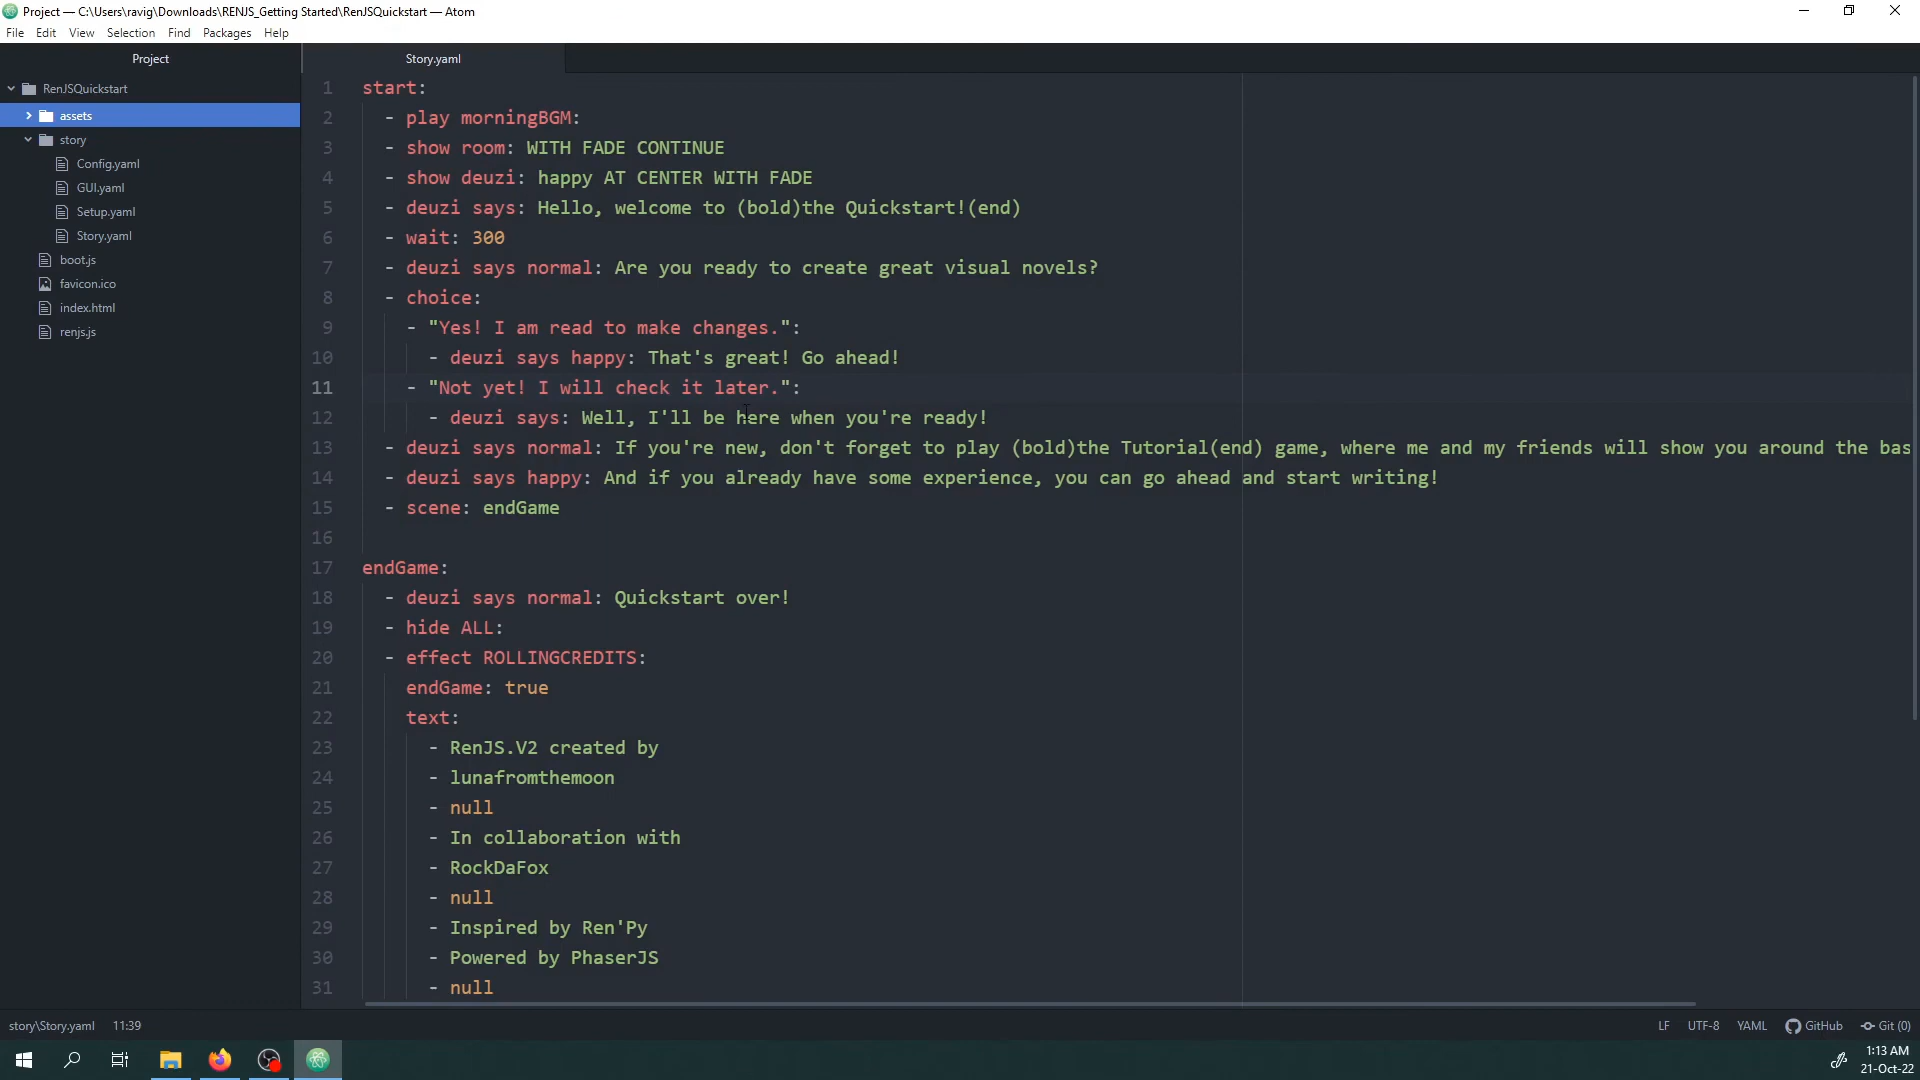 Project — C:\Users\ravig\Downloads\RENJS_Getting Started\RenJSQuickstart — Atom
File Edit View Selection Find Packages Help
Project
Story.yaml
RenJSQuickstart
assets
story
Config.yaml
GUI.yaml
Setup.yaml
Story.yaml
boot.js
favicon.ico
index.html
renjs.js
1 start:
2 - play morningBGM:
3 - show room: WITH FADE CONTINUE
4 - show deuzi: happy AT CENTER WITH FADE
5 - deuzi says: Hello, welcome to (bold)the Quickstart!(end)
6 - wait: 300
7 - deuzi says normal: Are you ready to create great visual novels?
8 - choice:
9 - "Yes! I am read to make changes.":
10 - deuzi says happy: That's great! Go ahead!
11 - "Not yet! I will check it later.":
12 - deuzi says: Well, I'll be here when you're ready!
13 - deuzi says normal: If you're new, don't forget to play (bold)the Tutorial(end) game, where me and my friends will show you around the bas
14 - deuzi says happy: And if you already have some experience, you can go ahead and start writing!
15 - scene: endGame
16
17 endGame:
18 - deuzi says normal: Quickstart over!
19 - hide ALL:
20 - effect ROLLINGCREDITS:
21 endGame: true
22 text:
23 - RenJS.V2 created by
24 - lunafromthemoon
25 - null
26 - In collaboration with
27 - RockDaFox
28 - null
29 - Inspired by Ren'Py
30 - Powered by PhaserJS
31 - null
story\Story.yaml 11:39 LF UTF-8 YAML GitHub Git (0)
1:13 AM
21-Oct-22